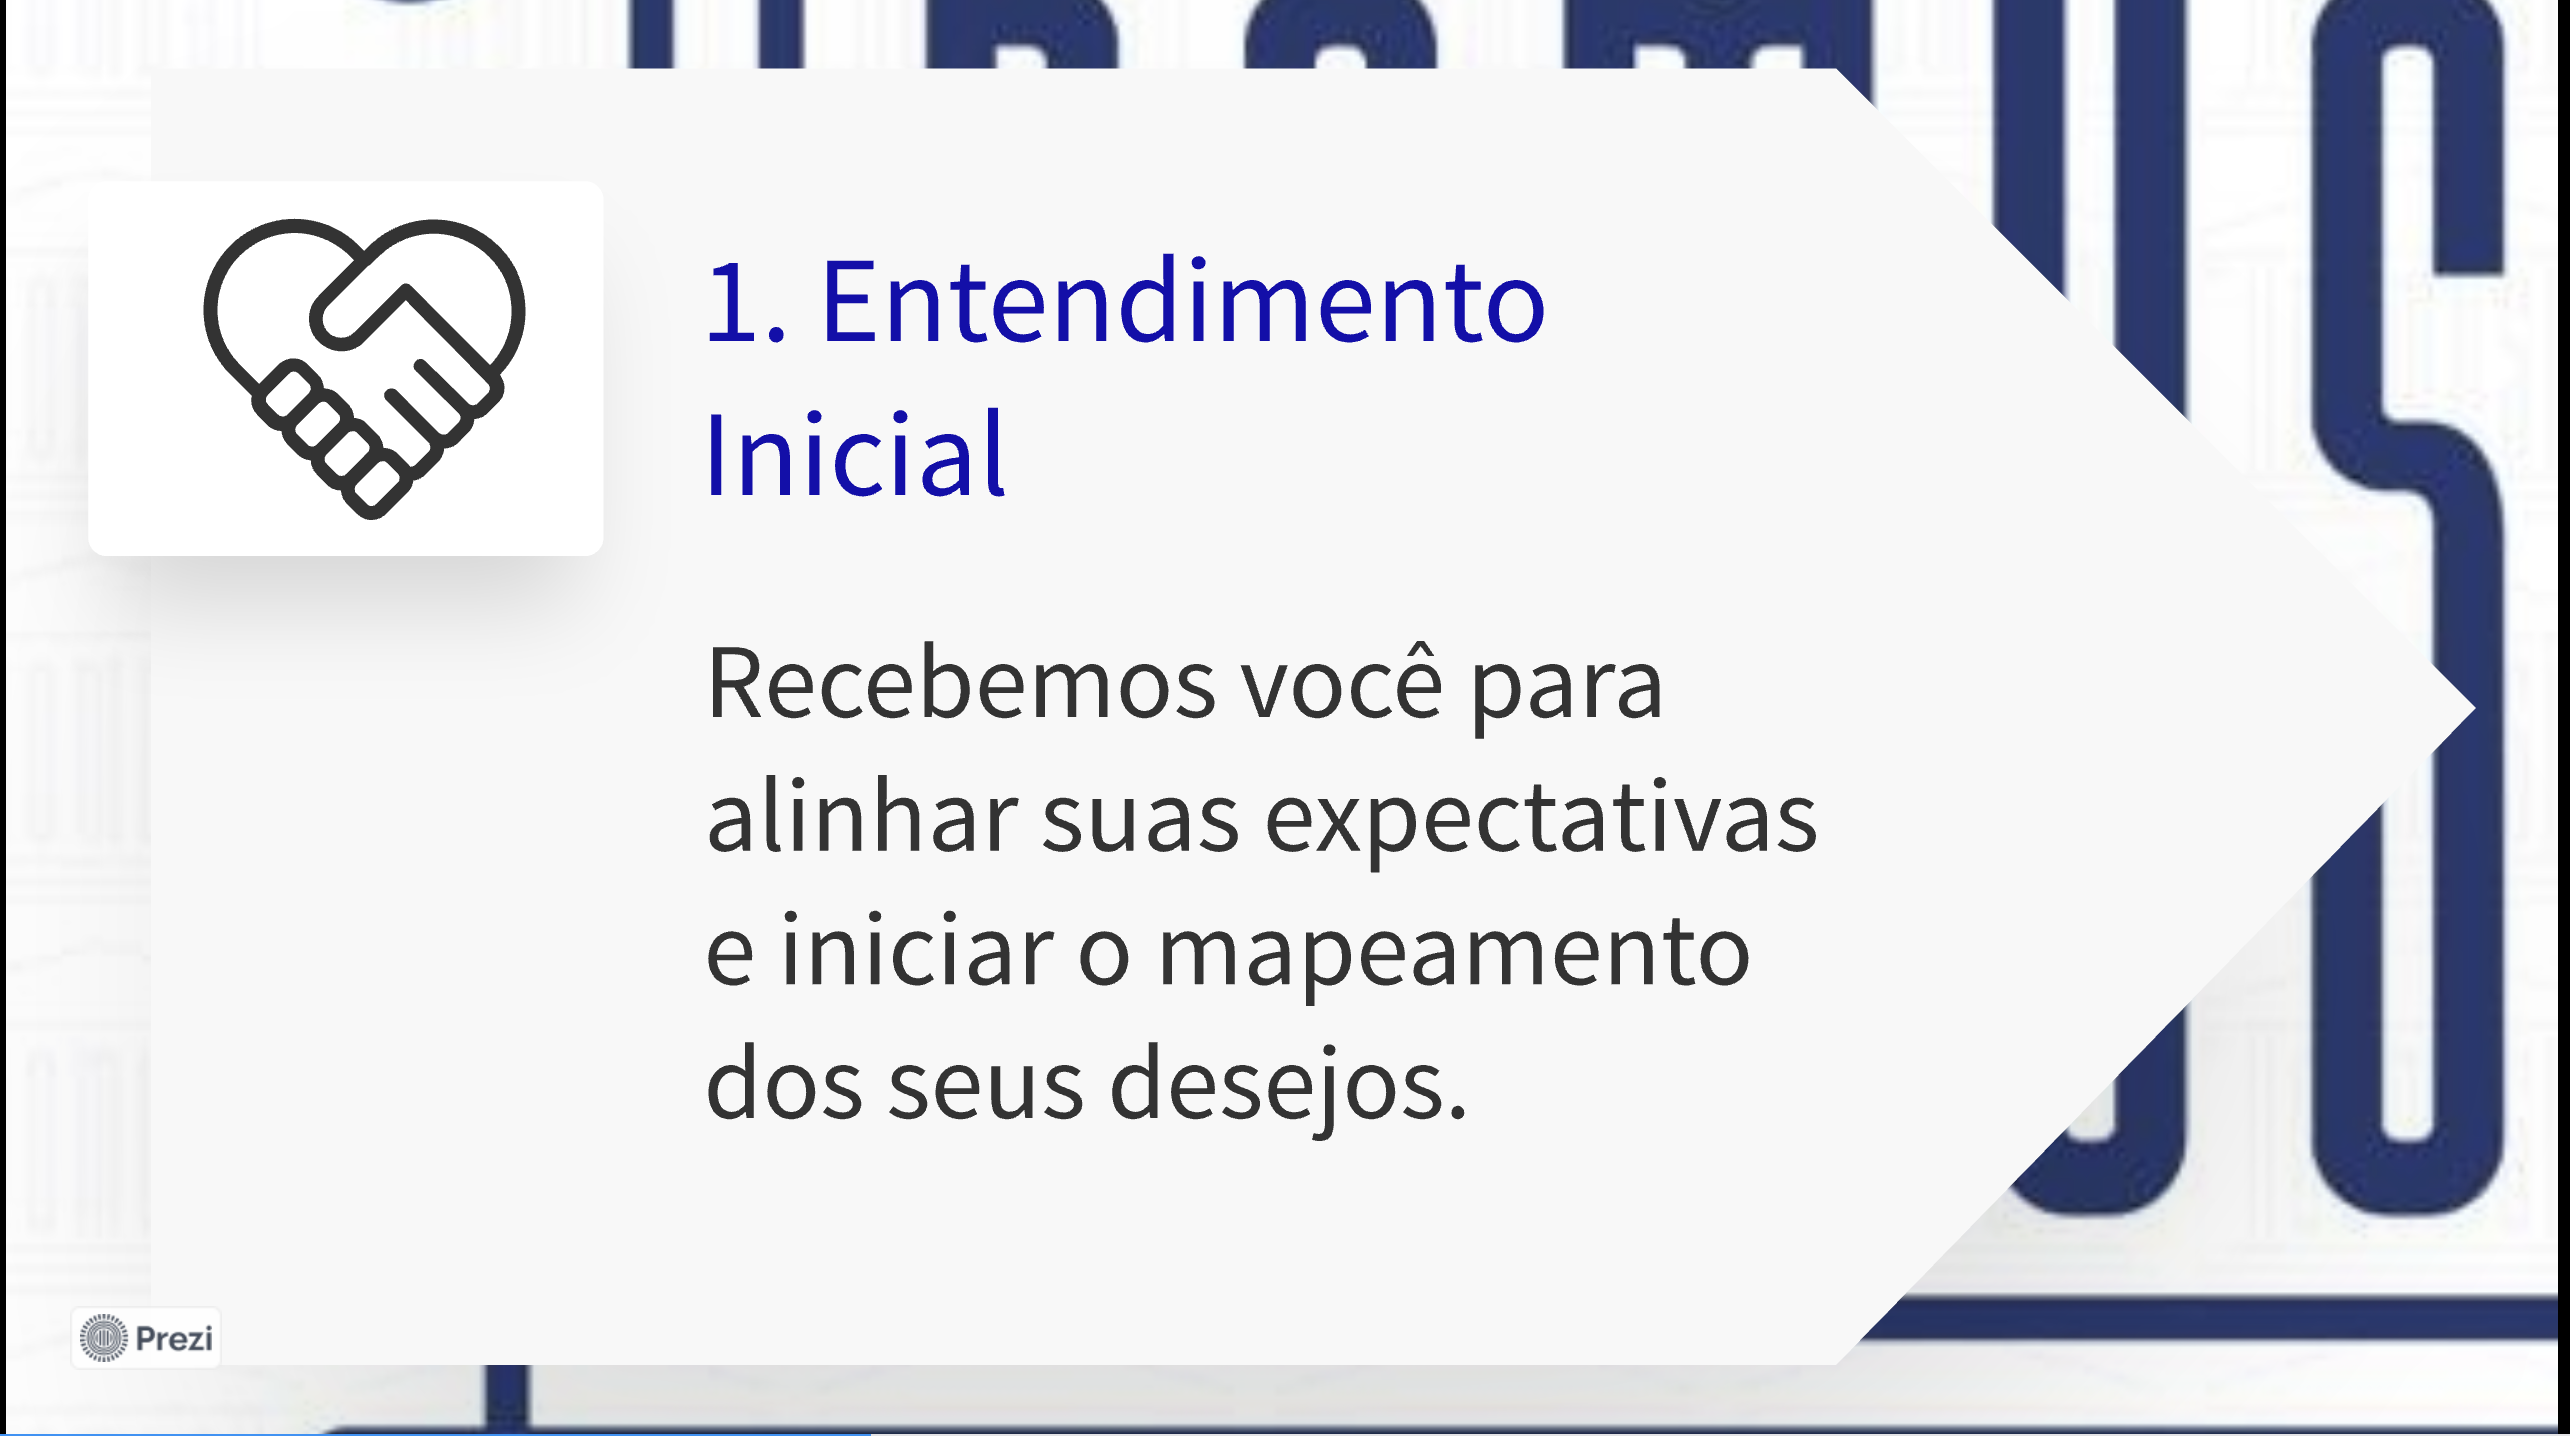 1. Entendimento
Inicial
Recebemos você para
alinhar suas expectativas
e iniciar o mapeamento
dos seus desejos.
Prezi